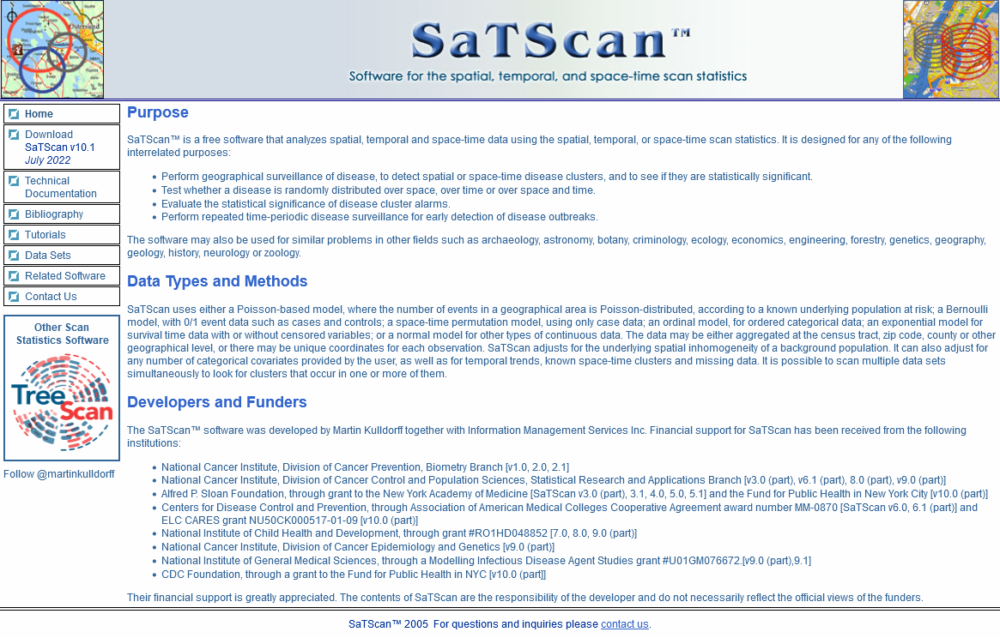 SaTScan™
Software for the spatial, temporal, and space-time scan statistics
Östersund
Home
Download
SaTScan v10.1
July 2022
Technical
Documentation
Bibliography
Tutorials
Data Sets
Related Software
Contact Us
Other Scan
Statistics Software
Tree
Scan
Follow @martinkulldorff
Purpose
SaTScan™ is a free software that analyzes spatial, temporal and space-time data using the spatial, temporal, or space-time scan statistics. It is designed for any of the following
interrelated purposes:
• Perform geographical surveillance of disease, to detect spatial or space-time disease clusters, and to see if they are statistically significant.
• Test whether a disease is randomly distributed over space, over time or over space and time.
• Evaluate the statistical significance of disease cluster alarms.
• Perform repeated time-periodic disease surveillance for early detection of disease outbreaks.
The software may also be used for similar problems in other fields such as archaeology, astronomy, botany, criminology, ecology, economics, engineering, forestry, genetics, geography,
geology, history, neurology or zoology.
Data Types and Methods
SaTScan uses either a Poisson-based model, where the number of events in a geographical area is Poisson-distributed, according to a known underlying population at risk; a Bernoulli
model, with 0/1 event data such as cases and controls; a space-time permutation model, using only case data; an ordinal model, for ordered categorical data; an exponential model for
survival time data with or without censored variables; or a normal model for other types of continuous data. The data may be either aggregated at the census tract, zip code, county or other
geographical level, or there may be unique coordinates for each observation. SaTScan adjusts for the underlying spatial inhomogeneity of a background population. It can also adjust for
any number of categorical covariates provided by the user, as well as for temporal trends, known space-time clusters and missing data. It is possible to scan multiple data sets
simultaneously to look for clusters that occur in one or more of them.
Developers and Funders
The SaTScan™ software was developed by Martin Kulldorff together with Information Management Services Inc. Financial support for SaTScan has been received from the following
institutions:
• National Cancer Institute, Division of Cancer Prevention, Biometry Branch [v1.0, 2.0, 2.1]
• National Cancer Institute, Division of Cancer Control and Population Sciences, Statistical Research and Applications Branch [v3.0 (part), v6.1 (part), 8.0 (part), v9.0 (part)]
• Alfred P. Sloan Foundation, through grant to the New York Academy of Medicine [SaTScan v3.0 (part), 3.1, 4.0, 5.0, 5.1] and the Fund for Public Health in New York City [v10.0 (part)]
• Centers for Disease Control and Prevention, through Association of American Medical Colleges Cooperative Agreement award number MM-0870 [SaTScan v6.0, 6.1 (part)] and
ELC CARES grant NU50CK000517-01-09 [v10.0 (part)]
• National Institute of Child Health and Development, through grant #RO1HD048852 [7.0, 8.0, 9.0 (part)]
• National Cancer Institute, Division of Cancer Epidemiology and Genetics [v9.0 (part)]
• National Institute of General Medical Sciences, through a Modelling Infectious Disease Agent Studies grant #U01GM076672.[v9.0 (part),9.1]
• CDC Foundation, through a grant to the Fund for Public Health in NYC [v10.0 (part)]
Their financial support is greatly appreciated. The contents of SaTScan are the responsibility of the developer and do not necessarily reflect the official views of the funders.
SaTScan™ 2005 For questions and inquiries please contact us.